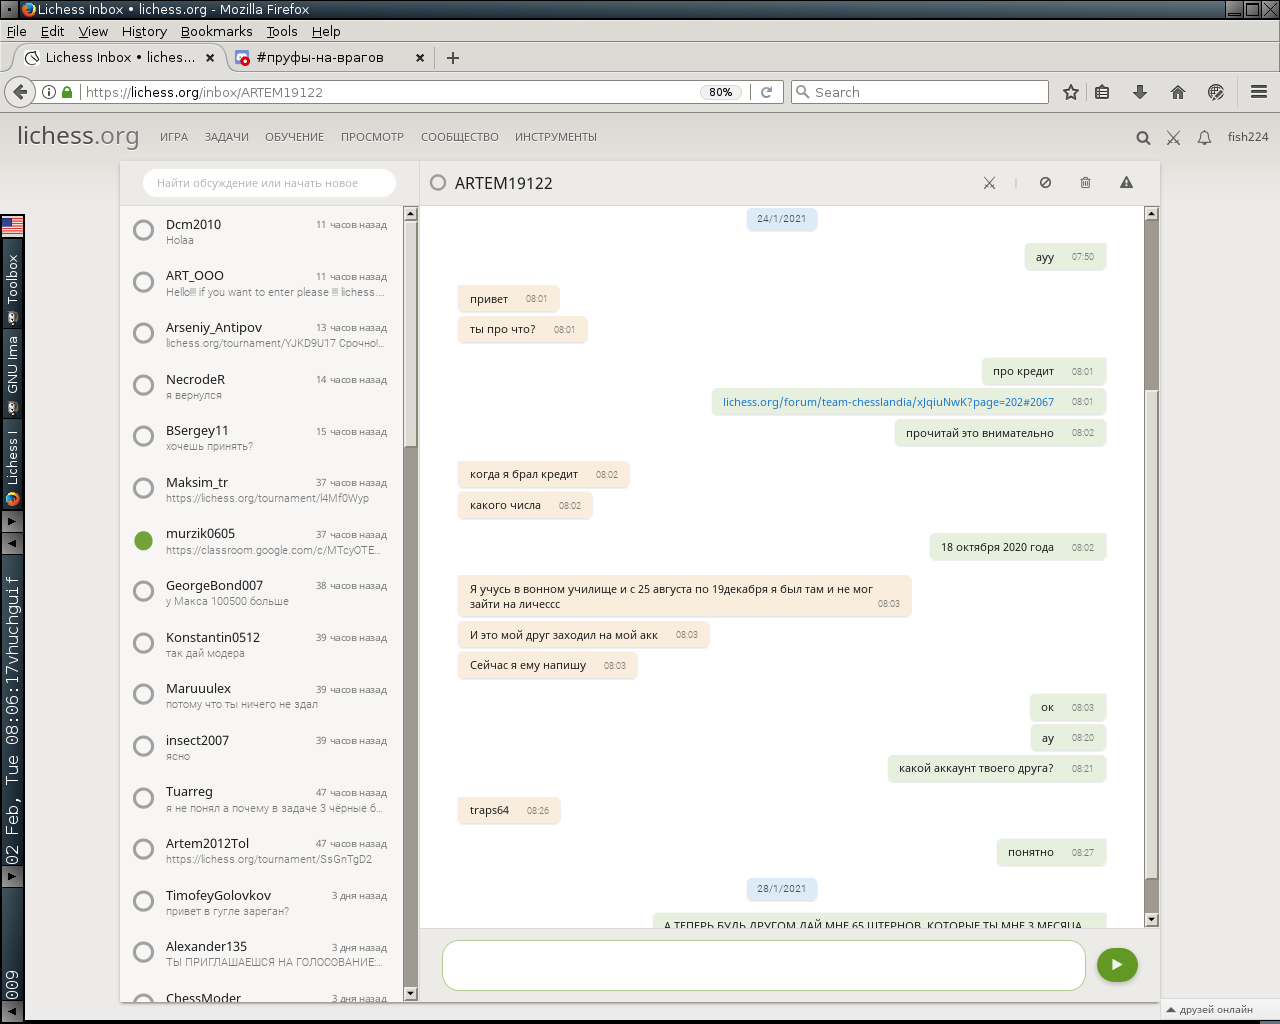 Lichess Inbox • lichess.org - Mozilla Firefox
File Edit View History Bookmarks Tools Help
Lichess Inbox • liches...
#пруфы-на-врагов
https://lichess.org/inbox/ARTEM19122
80%
Search
lichess.org
ИГРА ЗАДАЧИ ОБУЧЕНИЕ ПРОСМОТР СООБЩЕСТВО ИНСТРУМЕНТЫ
fish224
Найти обсуждение или начать новое
Dcm2010 11 часов назад
Holaa
ART_OOO 11 часов назад
Hello!!! if you want to enter please !!! lichess....
Arseniy_Antipov 13 часов назад
lichess.org/tournament/YJKD9U17 Срочно!...
NecrodeR 14 часов назад
я вернулся
BSergey11 15 часов назад
хочешь принять?
Maksim_tr 37 часов назад
https://lichess.org/tournament/l4Mf0Wyp
murzik0605 37 часов назад
https://classroom.google.com/c/MTcyOTE...
GeorgeBond007 38 часов назад
у Макса 100500 больше
Konstantin0512 39 часов назад
так дай модера
Maruuulex 39 часов назад
потому что ты ничего не здал
insect2007 39 часов назад
ясно
Tuarreg 47 часов назад
я не понял а почему в задаче 3 чёрные б...
Artem2012Tol 47 часов назад
https://lichess.org/tournament/SsGnTgD2
TimofeyGolovkov 3 дня назад
привет в гугле зареган?
Alexander135 3 дня назад
ТЫ ПРИГЛАШАЕШСЯ НА ГОЛОСОВАНИЕ:...
ChessModer 3 дня назад
ARTEM19122
24/1/2021
ауу 07:50
привет 08:01
ты про что? 08:01
про кредит 08:01
lichess.org/forum/team-chesslandia/xJqiuNwK?page=202#2067 08:01
прочитай это внимательно 08:02
когда я брал кредит 08:02
какого числа 08:02
18 октября 2020 года 08:02
Я учусь в вонном училище и с 25 августа по 19декабря я был там и не мог
зайти на личессс 08:03
И это мой друг заходил на мой акк 08:03
Сейчас я ему напишу 08:03
ок 08:03
ау 08:20
какой аккаунт твоего друга? 08:21
traps64 08:26
понятно 08:27
28/1/2021
А ТЕПЕРЬ БУДЬ ДРУГОМ ДАЙ МНЕ 65 ШТЕРНОВ, КОТОРЫЕ ТЫ МНЕ 3 МЕСЯЦА
друзей онлайн
Toolbox
GNU Ima
Lichess I
02 Feb, Tue 08:06:17vhuchguif
009